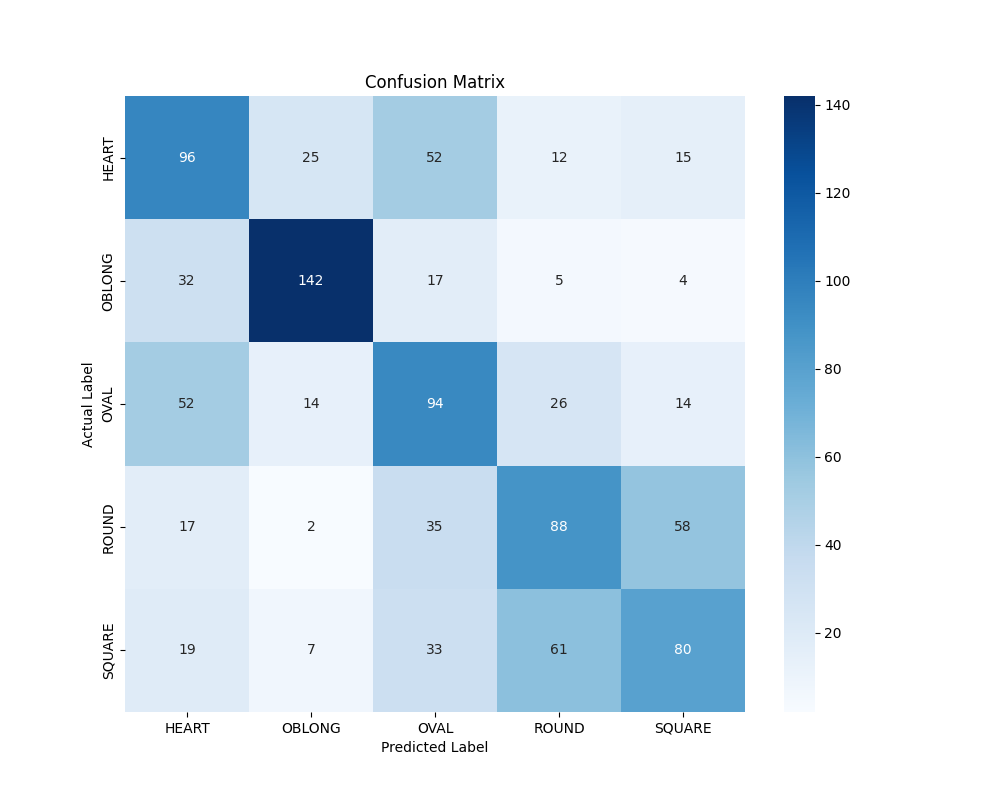 Confusion Matrix
HEART 96 25 52 12 15
OBLONG 32 142 17 5 4
OVAL 52 14 94 26 14
ROUND 17 2 35 88 58
SQUARE 19 7 33 61 80
HEART OBLONG OVAL ROUND SQUARE
Predicted Label
Actual Label
140
120
100
80
60
40
20